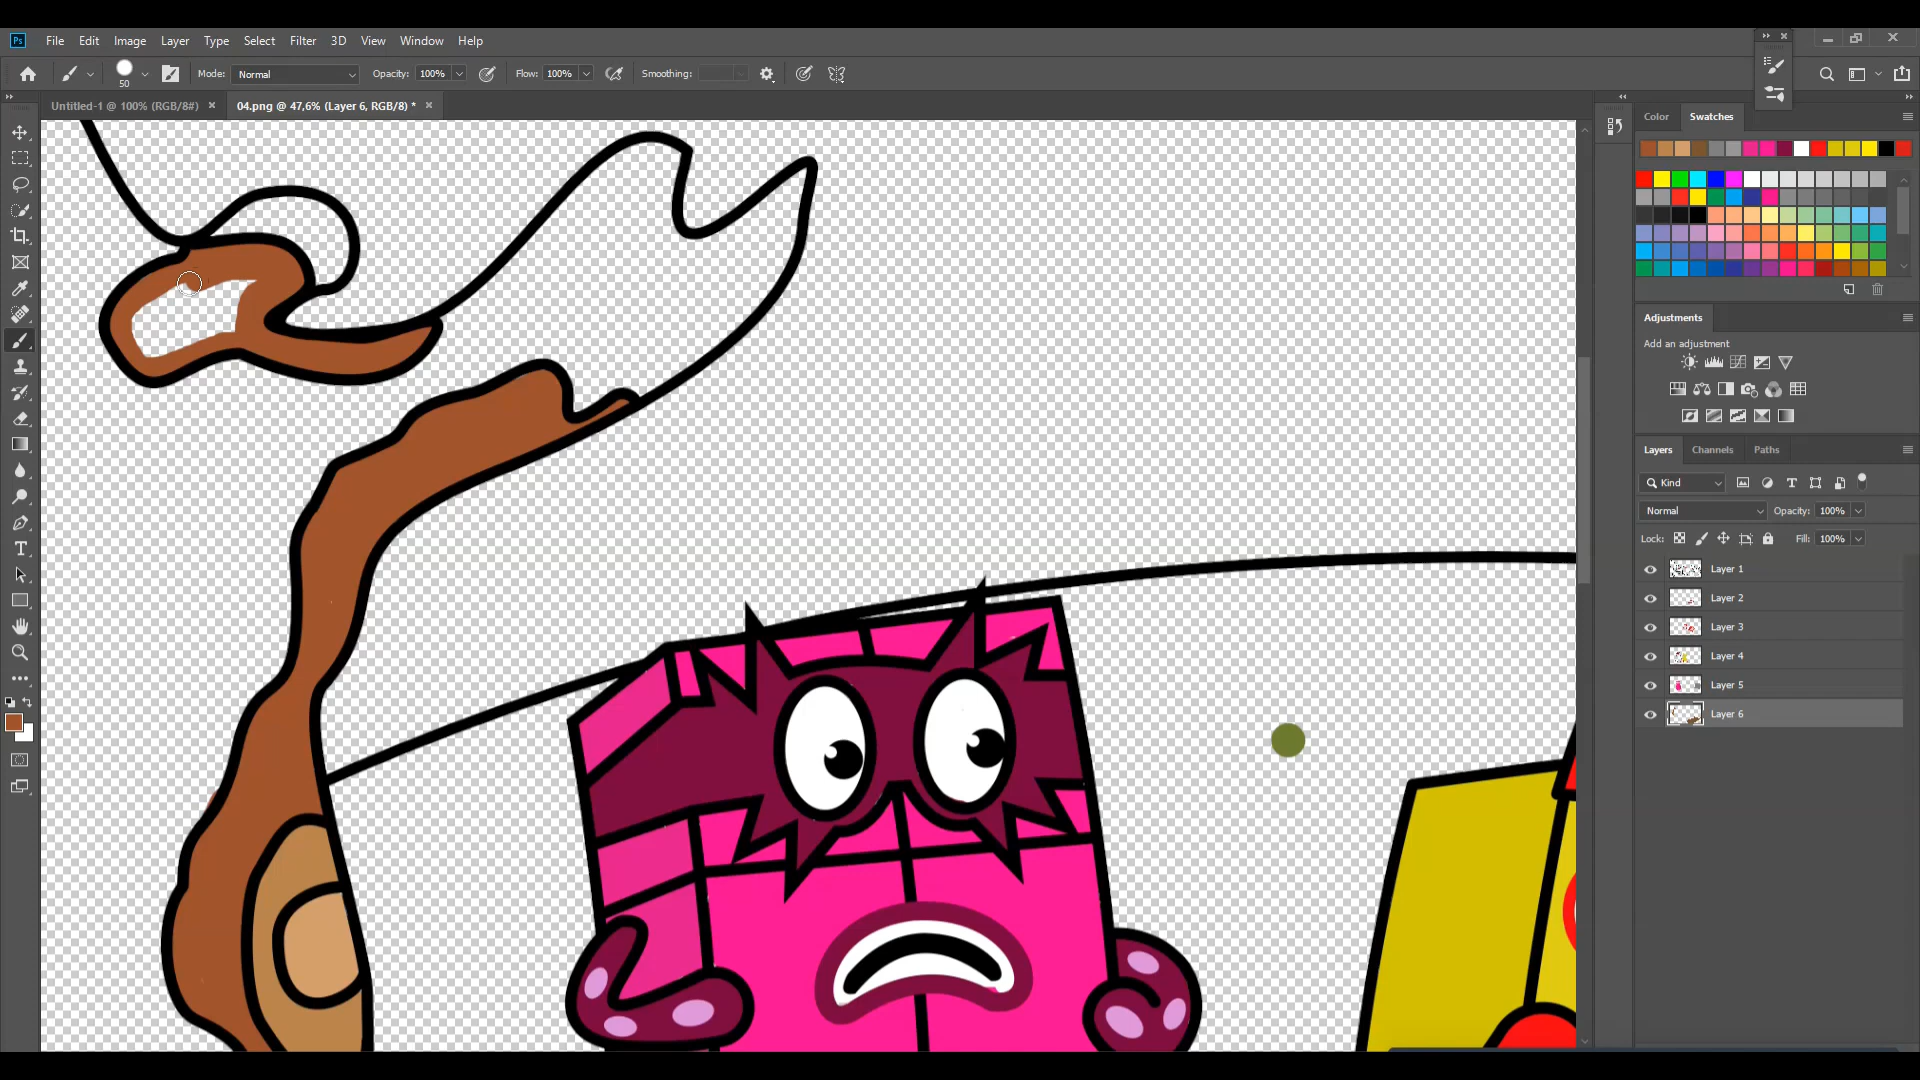 Ps File Edit Image Layer Type Select Filter 3D View Window Help
50 Mode: Normal Opacity: 100% Flow: 100% Smoothing:
Untitled-1 @ 100% (RGB/8#) × 04.png @ 47,6% (Layer 6, RGB/8) * ×
Color Swatches
Adjustments
Add an adjustment
Layers Channels Paths
Kind
Normal Opacity: 100%
Lock: Fill: 100%
Layer 1
Layer 2
Layer 3
Layer 4
Layer 5
Layer 6